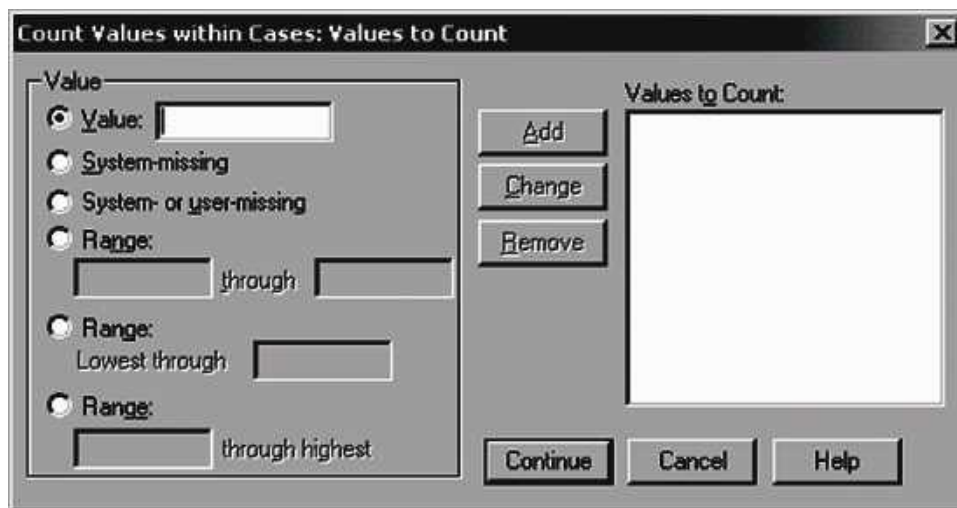 Count Values within Cases: Values to Count
Value
Value:
System-missing
System- or user-missing
Range:
through
Range:
Lowest through
Range:
through highest
Add
Change
Remove
Values to Count:
Continue Cancel Help